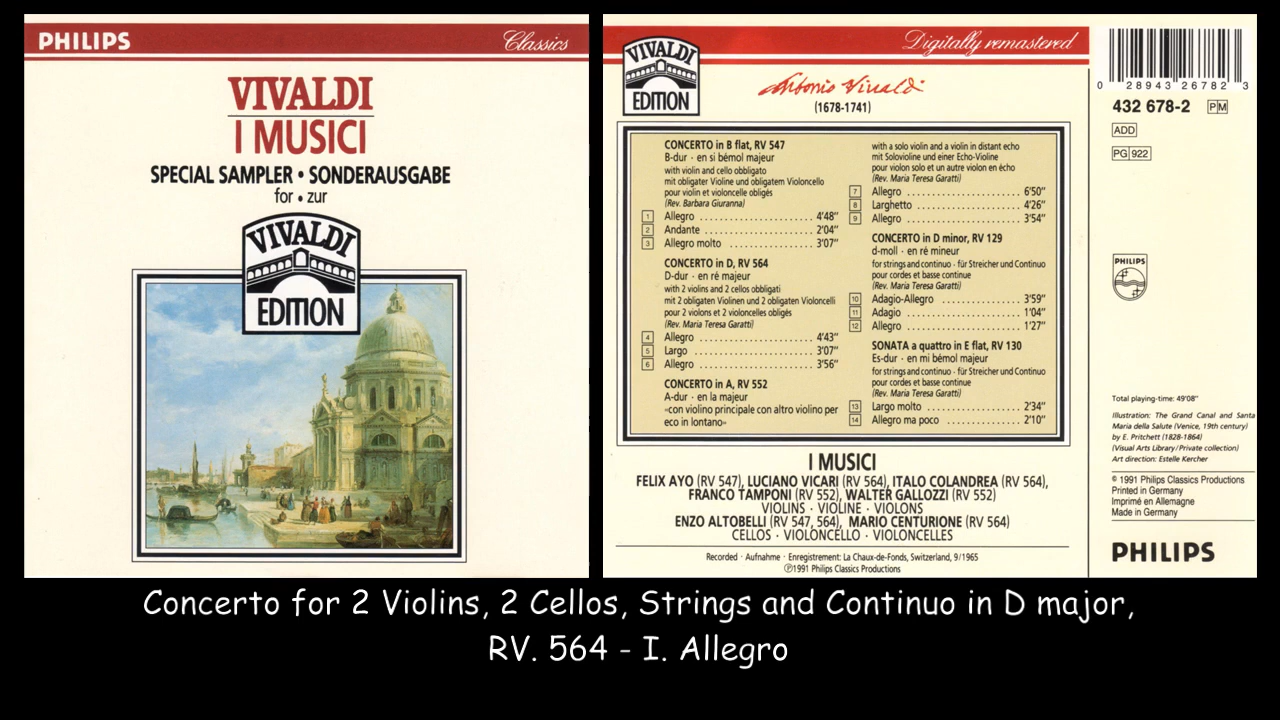 PHILIPS
Classics
VIVALDI
I MUSICI
SPECIAL SAMPLER • SONDERAUSGABE
for • zur
VIVALDI
EDITION
VIVALDI
EDITION
Digitally remastered
Antonio Vivaldi
(1678-1741)
CONCERTO in B flat, RV 547
B-dur · en si bémol majeur
with violin and cello obbligato
mit obligater Violine und obligatem Violoncello
pour violin et violoncelle obligés
(Rev. Barbara Giuranna)
1 Allegro 4'48"
2 Andante 2'04"
3 Allegro molto 3'07"
CONCERTO in D, RV 564
D-dur · en ré majeur
with 2 violins and 2 cellos obbligati
mit 2 obligaten Violinen und 2 obligaten Violoncelli
pour 2 violons et 2 violoncelles obligés
(Rev. Maria Teresa Garatti)
4 Allegro 4'43"
5 Largo 3'07"
6 Allegro 3'56"
CONCERTO in A, RV 552
A-dur · en la majeur
«con violino principale con altro violino per
eco in lontano»
with a solo violin and a violin in distant echo
mit Solovioline und einer Echo-Violine
pour violon solo et un autre violon en écho
(Rev. Maria Teresa Garatti)
7 Allegro 6'50"
8 Larghetto 4'26"
9 Allegro 3'54"
CONCERTO in D minor, RV 129
d-moll · en ré mineur
for strings and continuo · für Streicher und Continuo
pour cordes et basse continue
(Rev. Maria Teresa Garatti)
10 Adagio-Allegro 3'59"
11 Adagio 1'04"
12 Allegro 1'27"
SONATA a quattro in E flat, RV 130
Es-dur · en mi bémol majeur
for strings and continuo · für Streicher und Continuo
pour cordes et basse continue
(Rev. Maria Teresa Garatti)
13 Largo molto 2'34"
14 Allegro ma poco 2'10"
I MUSICI
FELIX AYO (RV 547), LUCIANO VICARI (RV 564), ITALO COLANDREA (RV 564),
FRANCO TAMPONI (RV 552), WALTER GALLOZZI (RV 552)
VIOLINS · VIOLINE · VIOLONS
ENZO ALTOBELLI (RV 547, 564), MARIO CENTURIONE (RV 564)
CELLOS · VIOLONCELLO · VIOLONCELLES
Recorded · Aufnahme · Enregistrement: La Chaux-de-Fonds, Switzerland, 9/1965
Ⓟ1991 Philips Classics Productions
0 28943 26782 3
432 678-2 PM
ADD
PG 922
PHILIPS
Total playing-time: 49'08"
Illustration: The Grand Canal and Santa
Maria della Salute (Venice, 19th century)
by E. Pritchett (1828-1864)
(Visual Arts Library/Private collection)
Art direction: Estelle Kercher
© 1991 Philips Classics Productions
Printed in Germany
Imprimé en Allemagne
Made in Germany
PHILIPS
Concerto for 2 Violins, 2 Cellos, Strings and Continuo in D major,
RV. 564 - I. Allegro